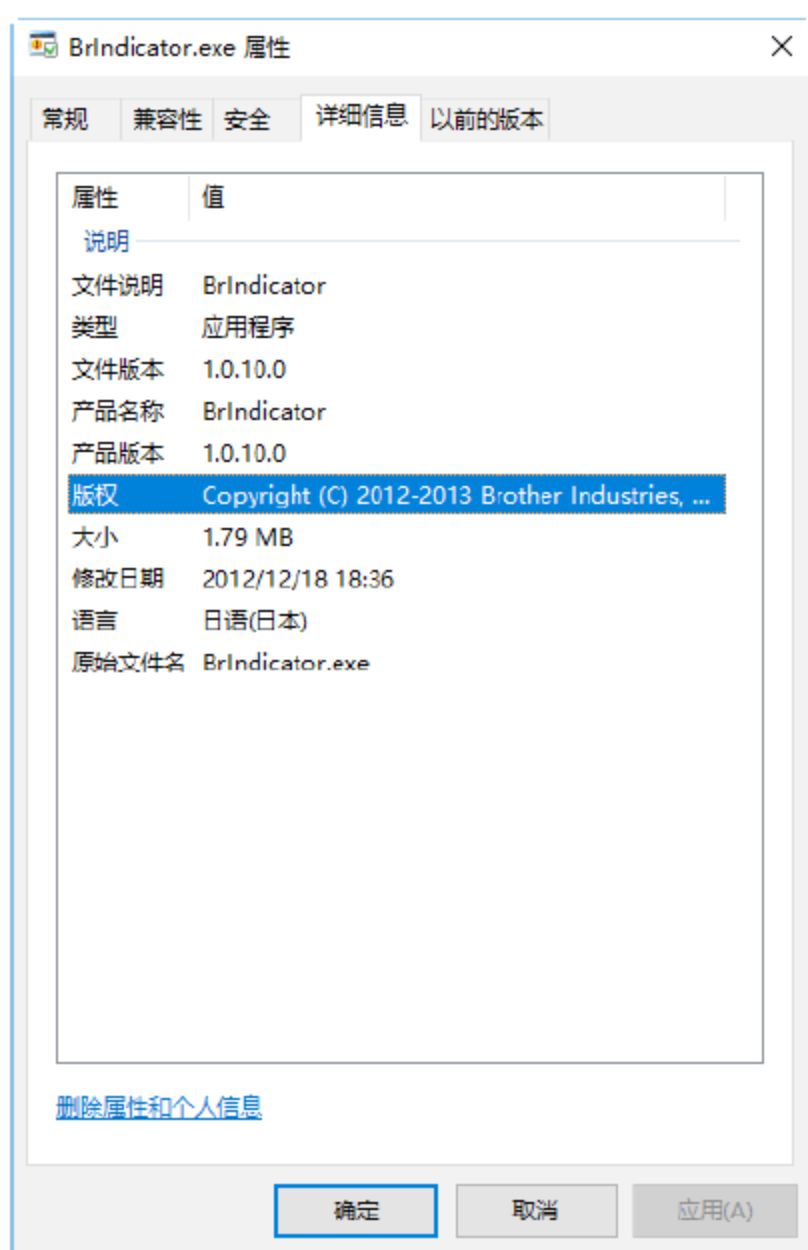 BrIndicator.exe 属性
常规 兼容性 安全 详细信息 以前的版本
属性 值
说明
文件说明 BrIndicator
类型 应用程序
文件版本 1.0.10.0
产品名称 BrIndicator
产品版本 1.0.10.0
版权 Copyright (C) 2012-2013 Brother Industries, ...
大小 1.79 MB
修改日期 2012/12/18 18:36
语言 日语(日本)
原始文件名 BrIndicator.exe
删除属性和个人信息
确定 取消 应用(A)